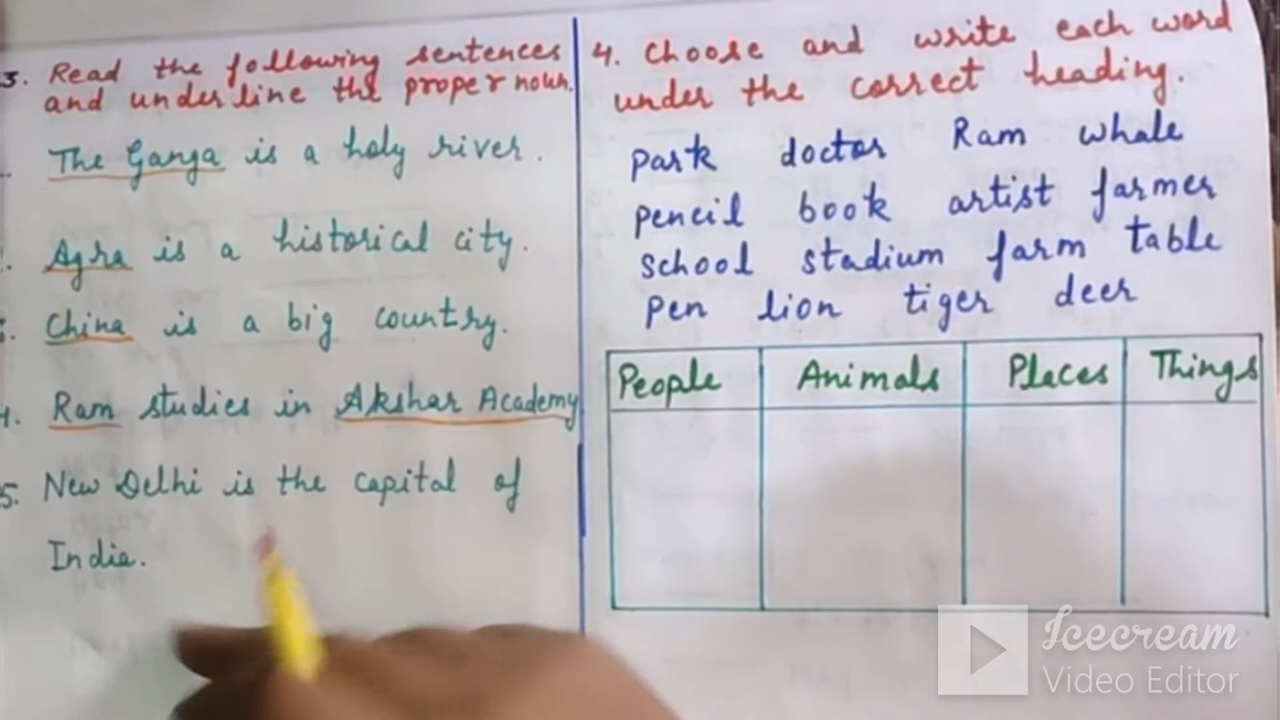 3. Read the following sentences
and underline the proper noun.
The Ganga is a holy river.
Agra is a historical city.
China is a big country.
4. Ram studies in Akshar Academy
5. New Delhi is the capital of
India.
4. Choose and write each word
under the correct heading.
Park doctor Ram whale
pencil book artist farmer
school stadium farm table
pen lion tiger deer
People Animals Places Things
Icecream
Video Editor